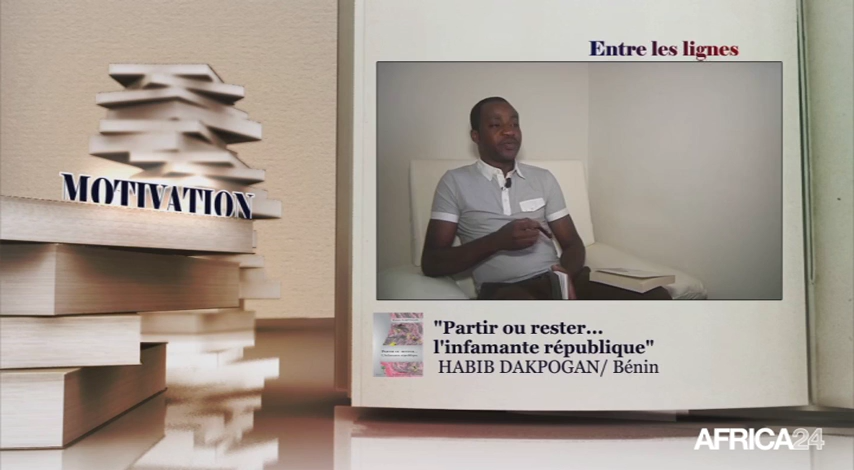 Entre les lignes
MOTIVATION
"Partir ou rester...
l'infamante république"
HABIB DAKPOGAN/ Bénin
AFRICA24